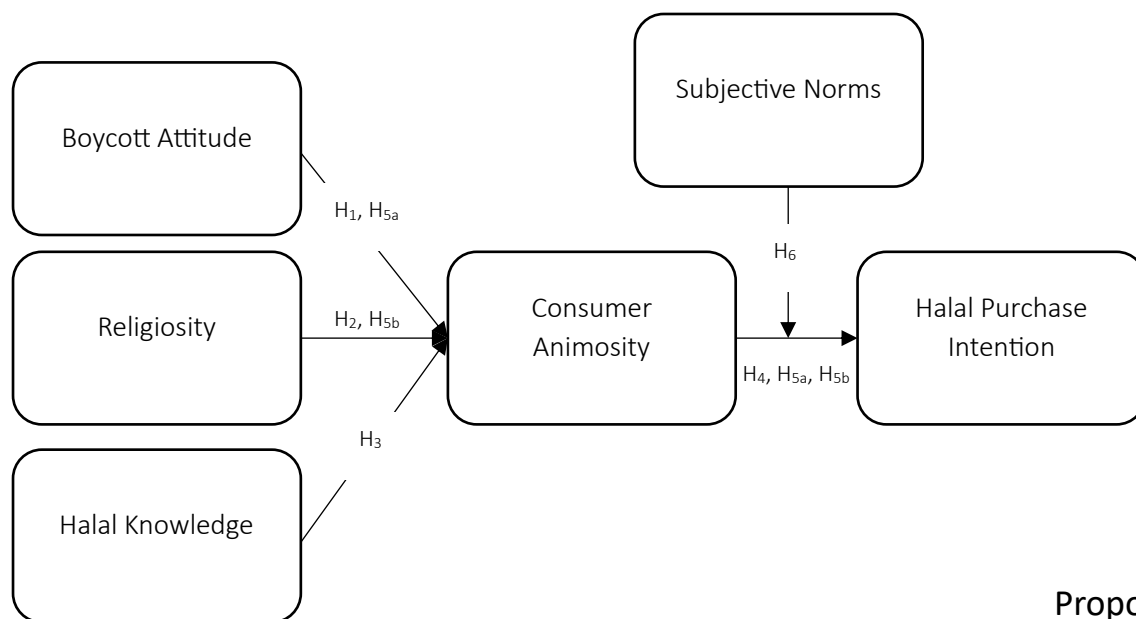 Subjective Norms
Boycott Attitude
H₁, H₅ₐ
H₆
Religiosity
H₂, H₅b
Consumer
Animosity
Halal Purchase
Intention
H₄, H₅ₐ, H₅b
H₃
Halal Knowledge
Propo